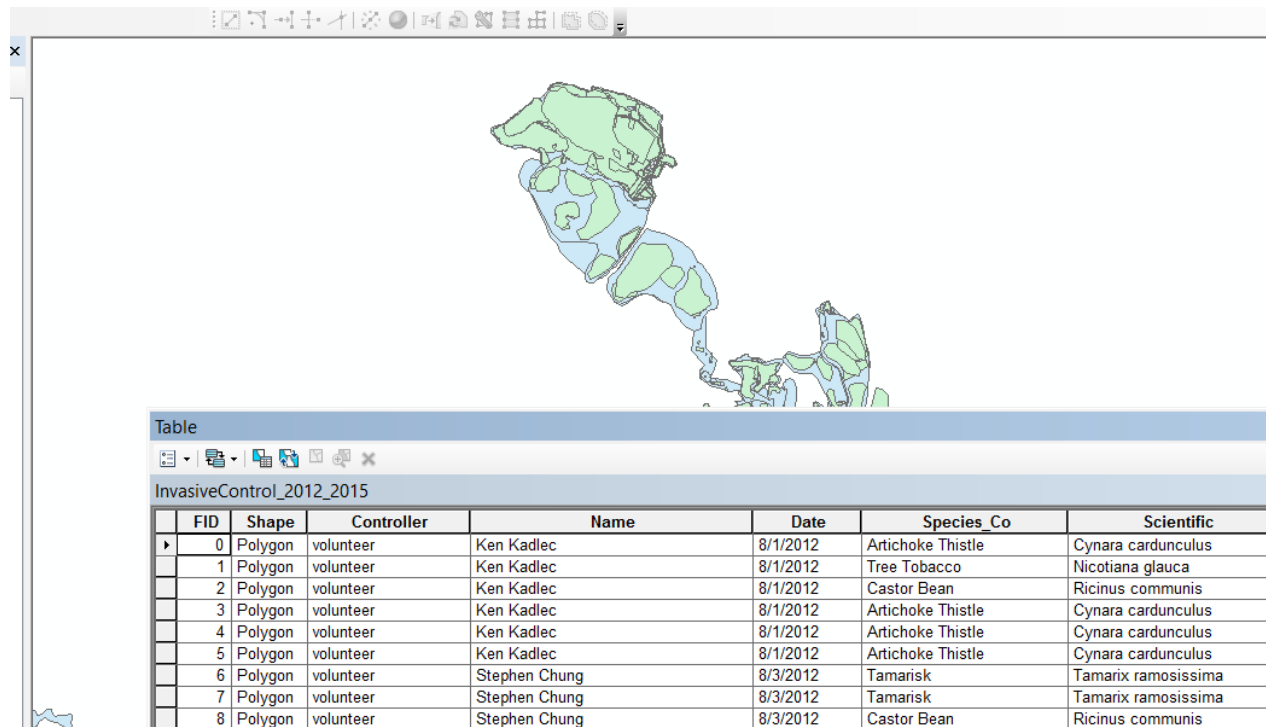 Table
InvasiveControl_2012_2015
FID Shape Controller Name Date Species_Co Scientific
0 Polygon volunteer Ken Kadlec 8/1/2012 Artichoke Thistle Cynara cardunculus
1 Polygon volunteer Ken Kadlec 8/1/2012 Tree Tobacco Nicotiana glauca
2 Polygon volunteer Ken Kadlec 8/1/2012 Castor Bean Ricinus communis
3 Polygon volunteer Ken Kadlec 8/1/2012 Artichoke Thistle Cynara cardunculus
4 Polygon volunteer Ken Kadlec 8/1/2012 Artichoke Thistle Cynara cardunculus
5 Polygon volunteer Ken Kadlec 8/1/2012 Artichoke Thistle Cynara cardunculus
6 Polygon volunteer Stephen Chung 8/3/2012 Tamarisk Tamarix ramosissima
7 Polygon volunteer Stephen Chung 8/3/2012 Tamarisk Tamarix ramosissima
8 Polygon volunteer Stephen Chung 8/3/2012 Castor Bean Ricinus communis